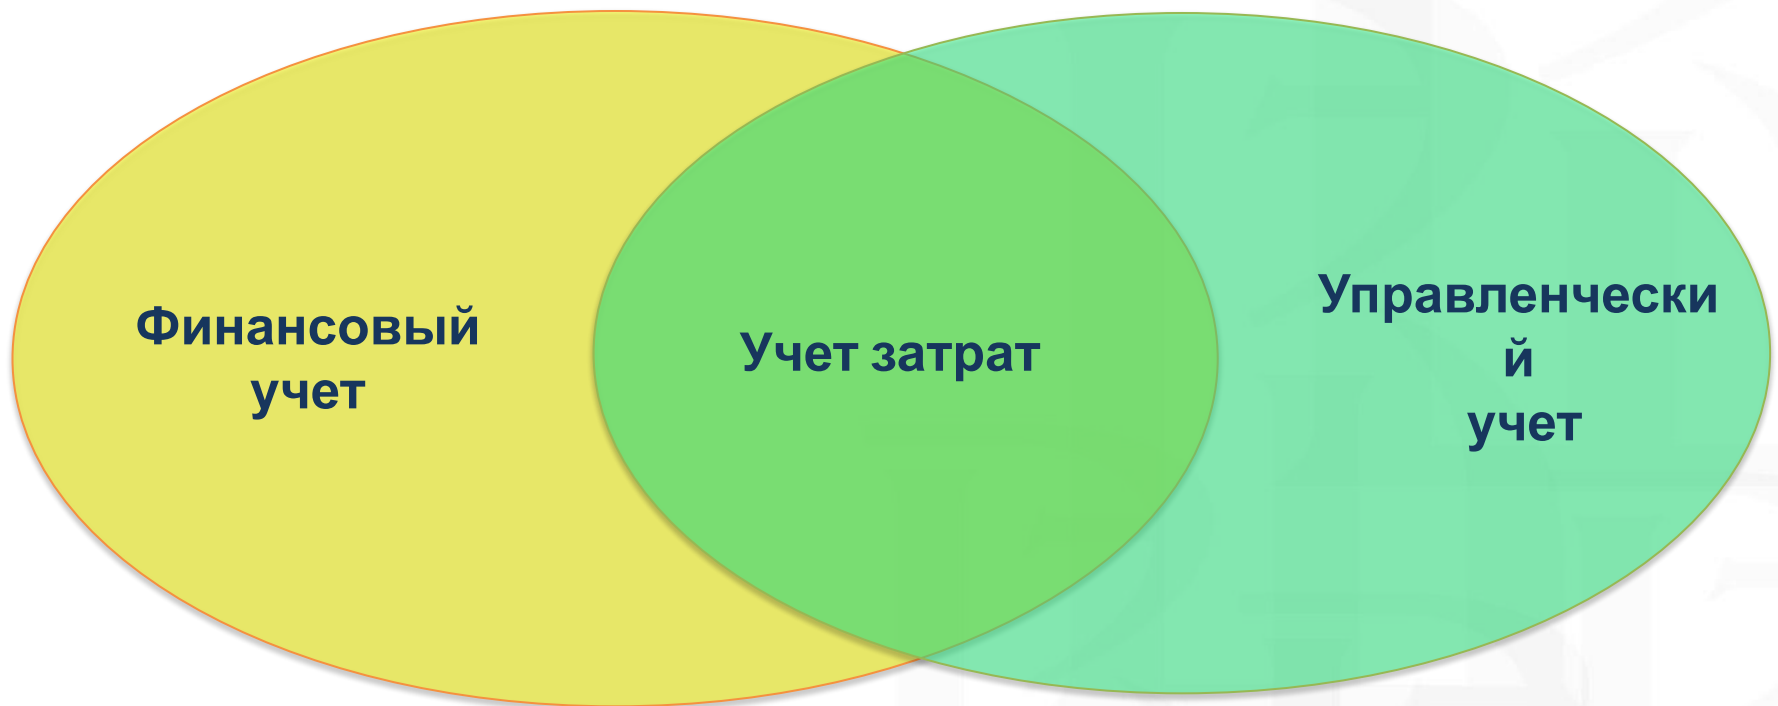 Финансовый
учет
Учет затрат
Управленчески
й
учет